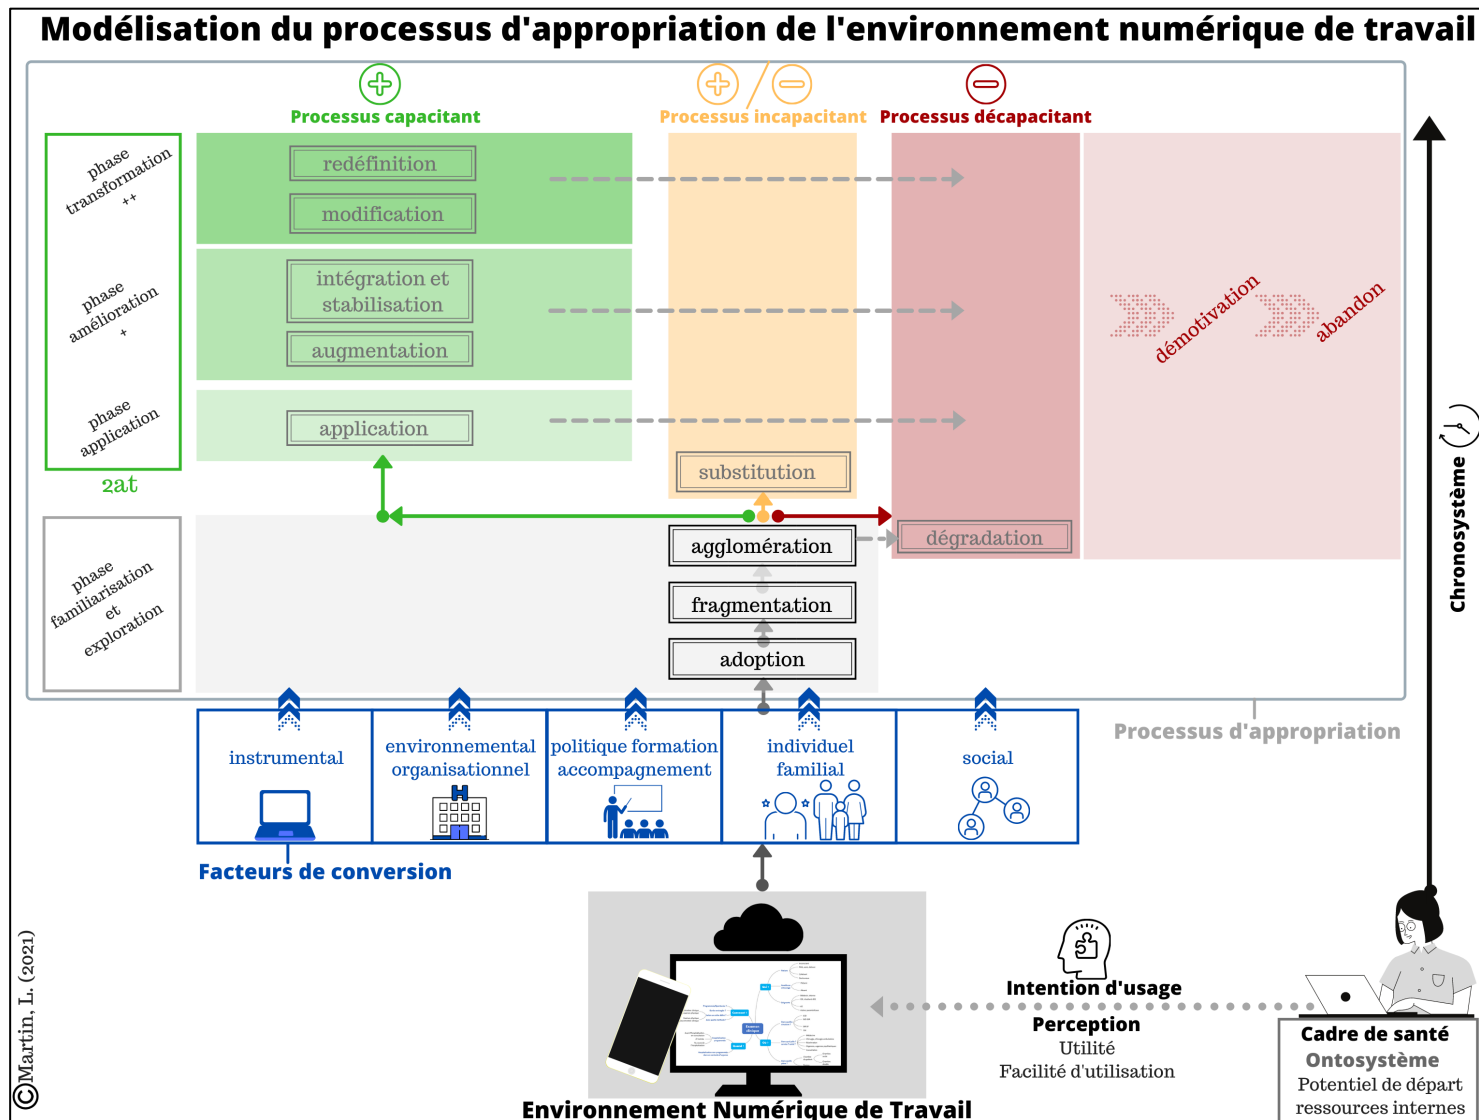 Modélisation du processus d'appropriation de l'environnement numérique de travail
Processus capacitant
Processus incapacitant
Processus décapacitant
phase
transformation
++
redéfinition
modification
phase
amélioration
+
intégration et
stabilisation
augmentation
démotivation
abandon
phase
application
application
substitution
2at
phase
familiarisation
et
exploration
agglomération
dégradation
fragmentation
adoption
Chronosystème
Processus d'appropriation
instrumental
environnemental
organisationnel
politique formation
accompagnement
individuel
familial
social
H
Facteurs de conversion
Intention d'usage
Perception
Utilité
Facilité d'utilisation
Cadre de santé
Ontosystème
Potentiel de départ
ressources internes
Environnement Numérique de Travail
©Martin, L. (2021)